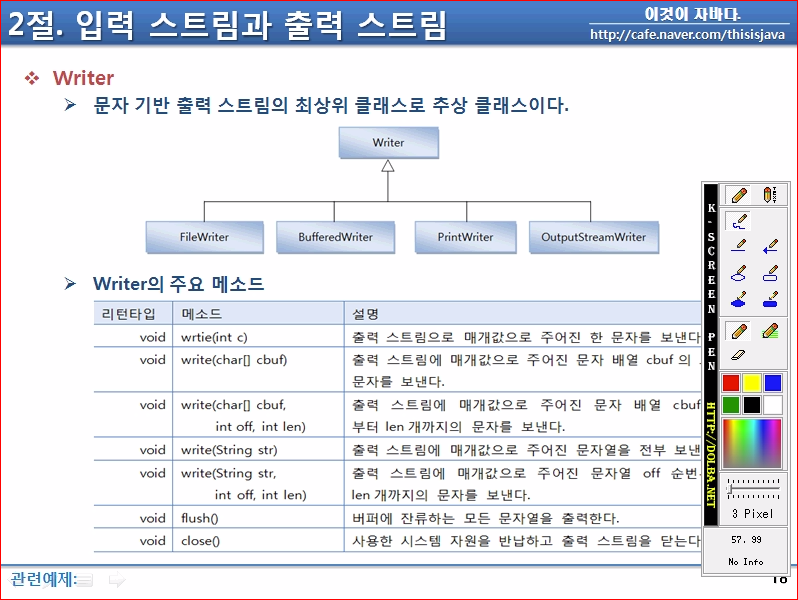 2절. 입력 스트림과 출력 스트림
이것이 자바다.
http://cafe.naver.com/thisisjava
Writer
문자 기반 출력 스트림의 최상위 클래스로 추상 클래스이다.
Writer
FileWriter BufferedWriter PrintWriter OutputStreamWriter
Writer의 주요 메소드
리턴타입 메소드 설명
void wrtie(int c) 출력 스트림으로 매개값으로 주어진 한 문자를 보낸다
void write(char[] cbuf) 출력 스트림에 매개값으로 주어진 문자 배열 cbuf 의
문자를 보낸다.
void write(char[] cbuf, 출력 스트림에 매개값으로 주어진 문자 배열 cbuf
int off, int len) 부터 len 개까지의 문자를 보낸다.
void write(String str) 출력 스트림에 매개값으로 주어진 문자열을 전부 보낸
void write(String str, 출력 스트림에 매개값으로 주어진 문자열 off 순번
int off, int len) len 개까지의 문자를 보낸다.
void flush() 버퍼에 잔류하는 모든 문자열을 출력한다.
void close() 사용한 시스템 자원을 반납하고 출력 스트림을 닫는다
관련예제:
K-SCREEN PEN
HTTP://DOLBA.NET
TEXT
3 Pixel
57. 99
No Info